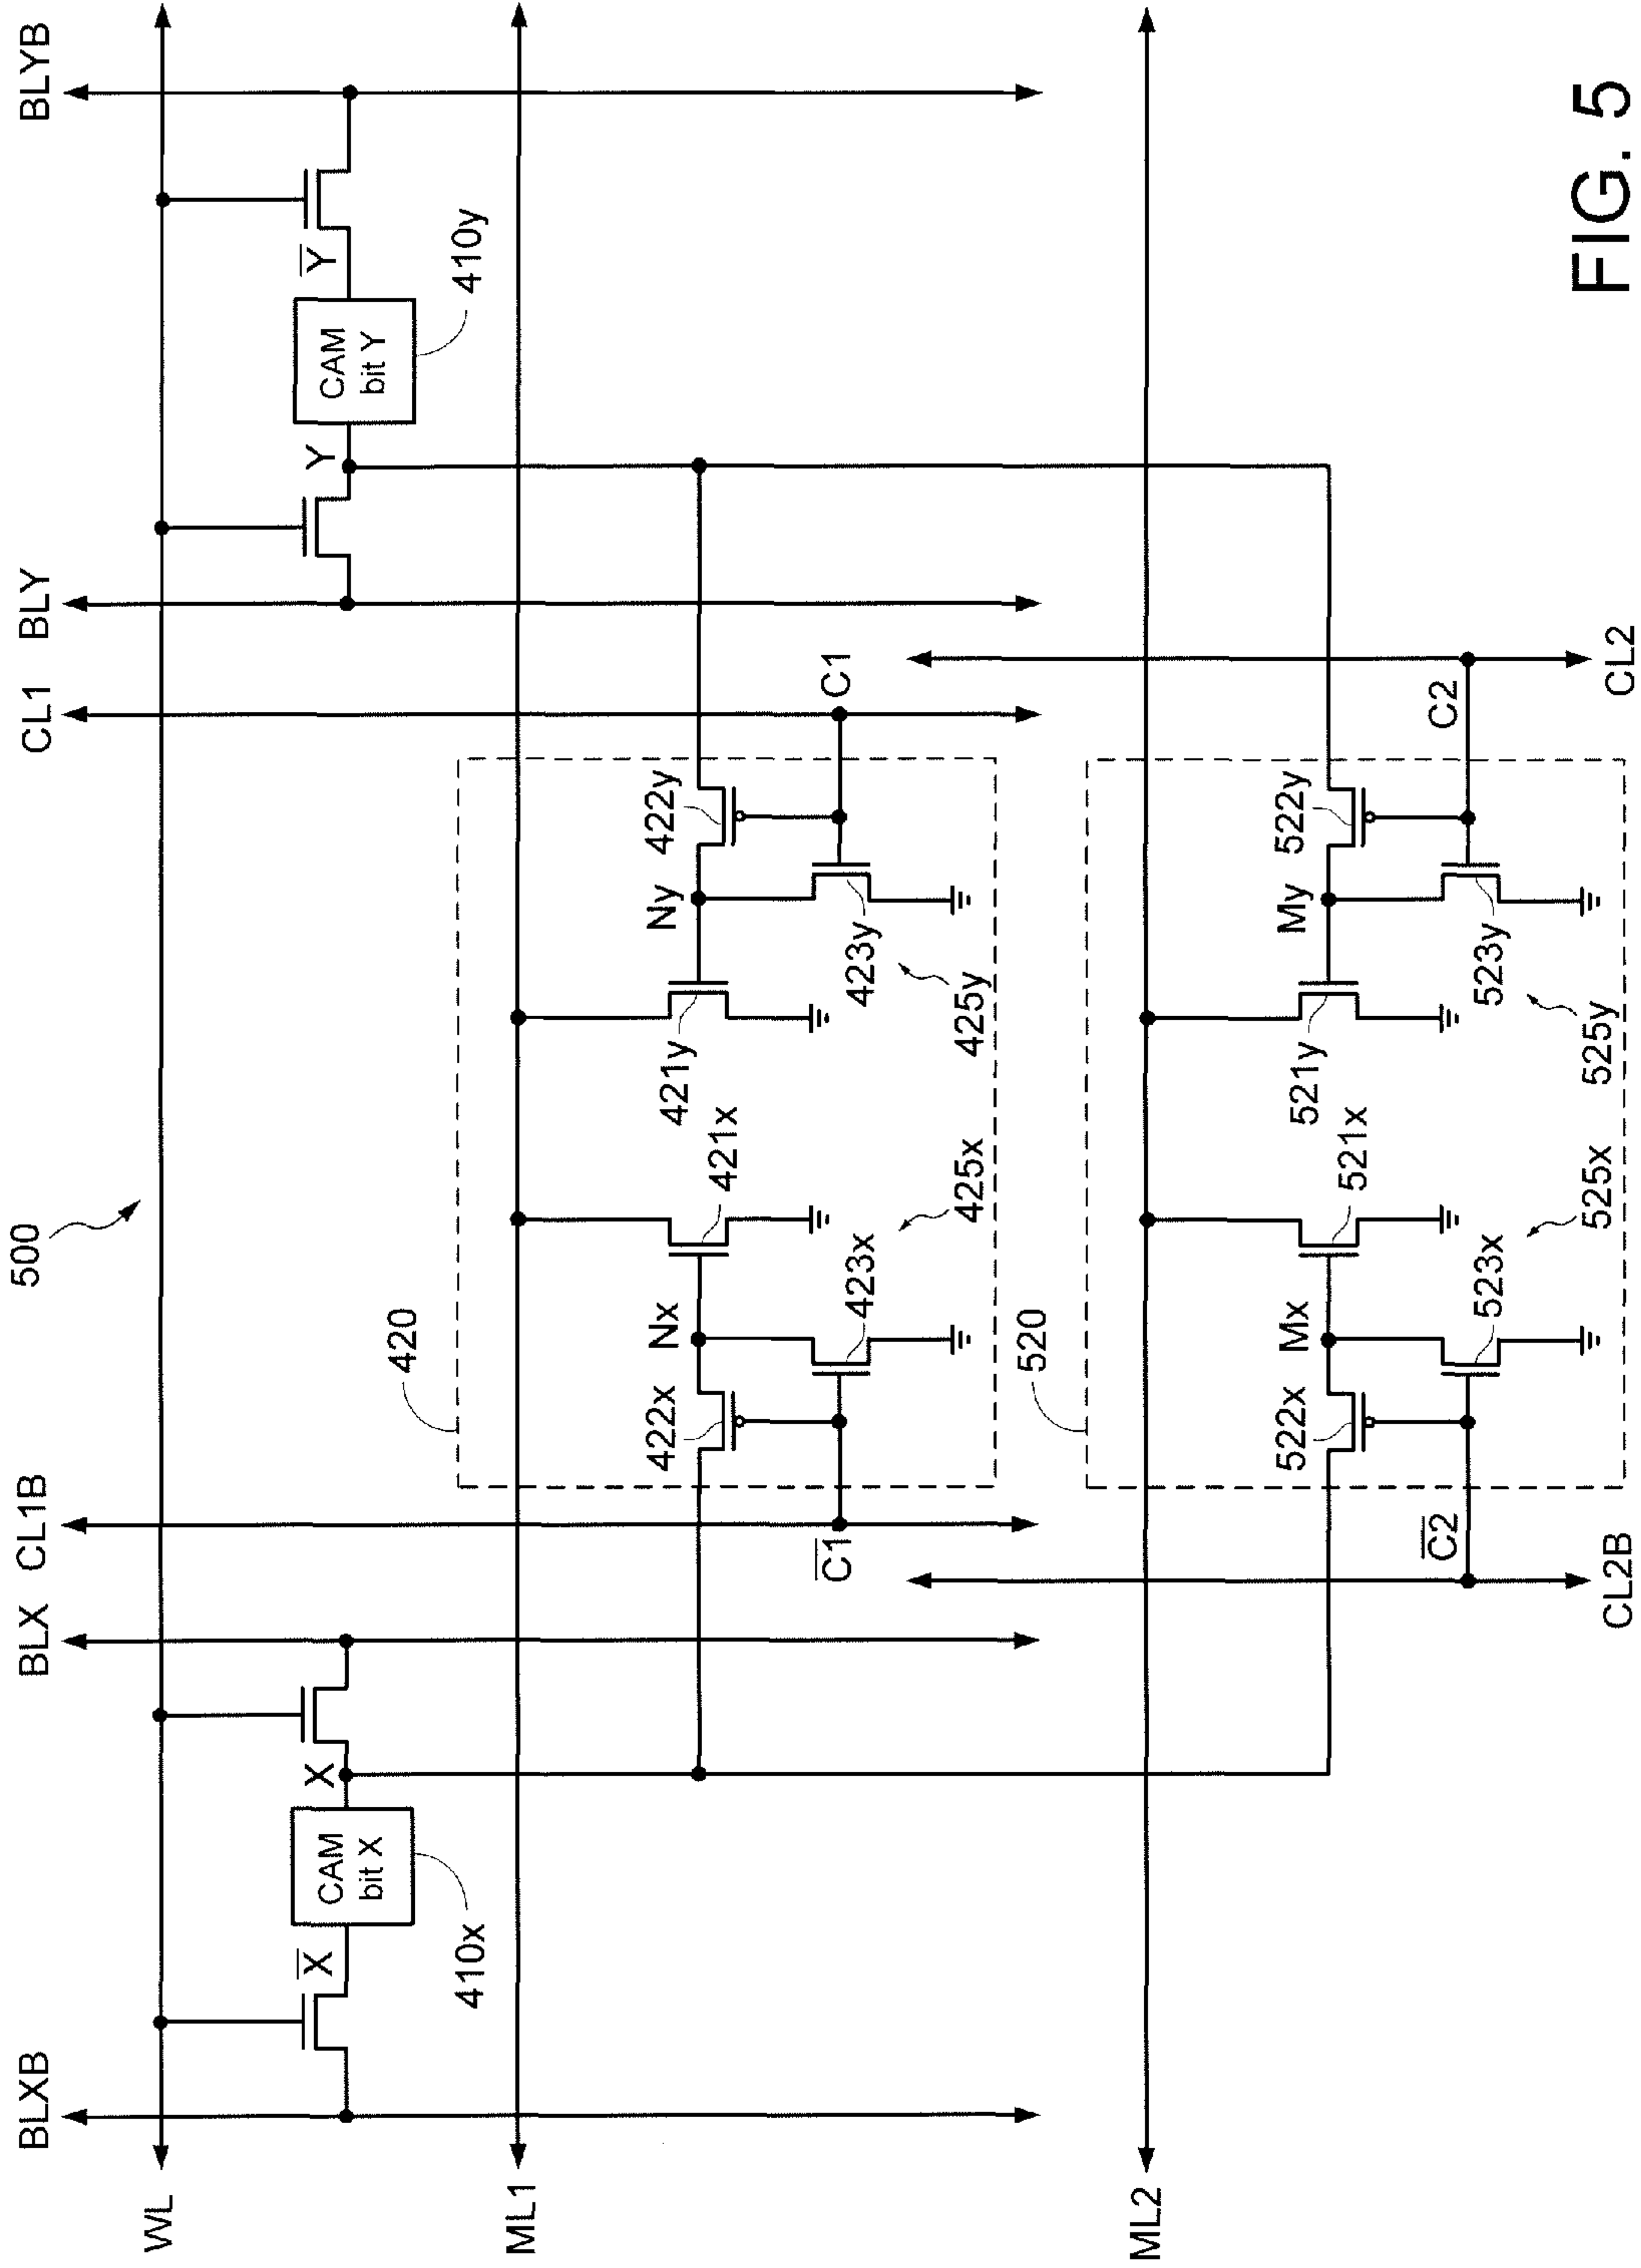 500
BLXB
BLX
CL1B
CL1
BLY
BLYB
WL
X̅
CAM
bit X
X
410x
Y
CAM
bit Y
Y̅
410y
ML1
420
422x
Nx
421x
421y
Ny
422y
423x
423y
425x
425y
C̅1̅
C1
ML2
520
522x
Mx
521x
521y
My
522y
523x
523y
525x
525y
C̅2̅
C2
CL2B
CL2
FIG. 5